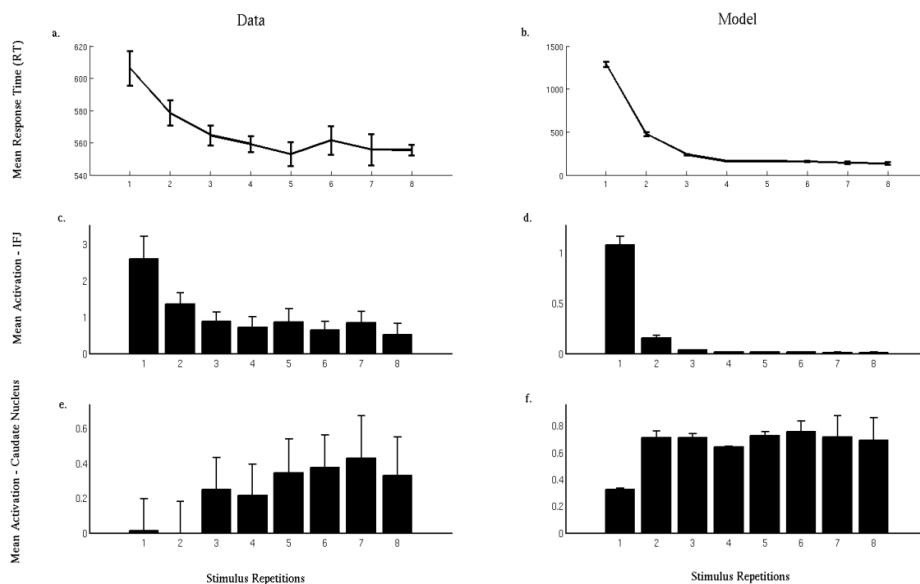 Data
Model
a.
b.
Mean Response Time (RT)
620
600
580
560
540
1 2 3 4 5 6 7 8
1500
1000
500
0
1 2 3 4 5 6 7 8
c.
d.
Mean Activation - IFJ
3
2
1
0
1 2 3 4 5 6 7 8
1
0.5
0
1 2 3 4 5 6 7 8
e.
f.
Mean Activation - Caudate Nucleus
0.6
0.4
0.2
0
1 2 3 4 5 6 7 8
0.8
0.6
0.4
0.2
0
1 2 3 4 5 6 7 8
Stimulus Repetitions
Stimulus Repetitions